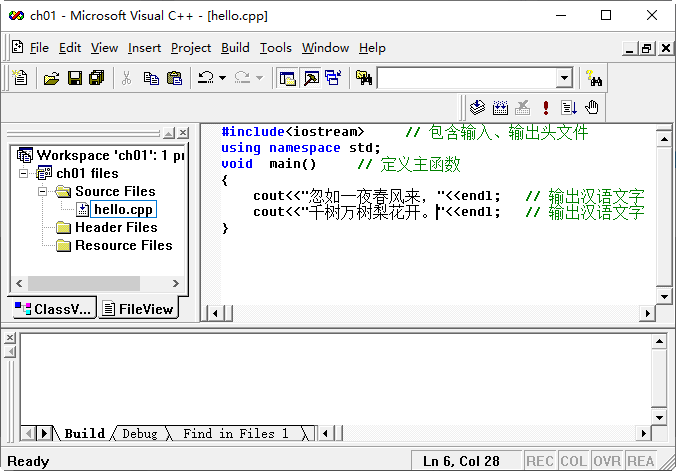 ch01 - Microsoft Visual C++ - [hello.cpp]
File Edit View Insert Project Build Tools Window Help
Workspace 'ch01': 1 pr
ch01 files
Source Files
hello.cpp
Header Files
Resource Files
ClassV... FileView
#include<iostream> // 包含输入、输出头文件
using namespace std;
void main() // 定义主函数
{
cout<<"忽如一夜春风来，"<<endl; // 输出汉语文字
cout<<"千树万树梨花开。"<<endl; // 输出汉语文字
}
Build Debug Find in Files 1
Ready Ln 6, Col 28 REC COL OVR REA